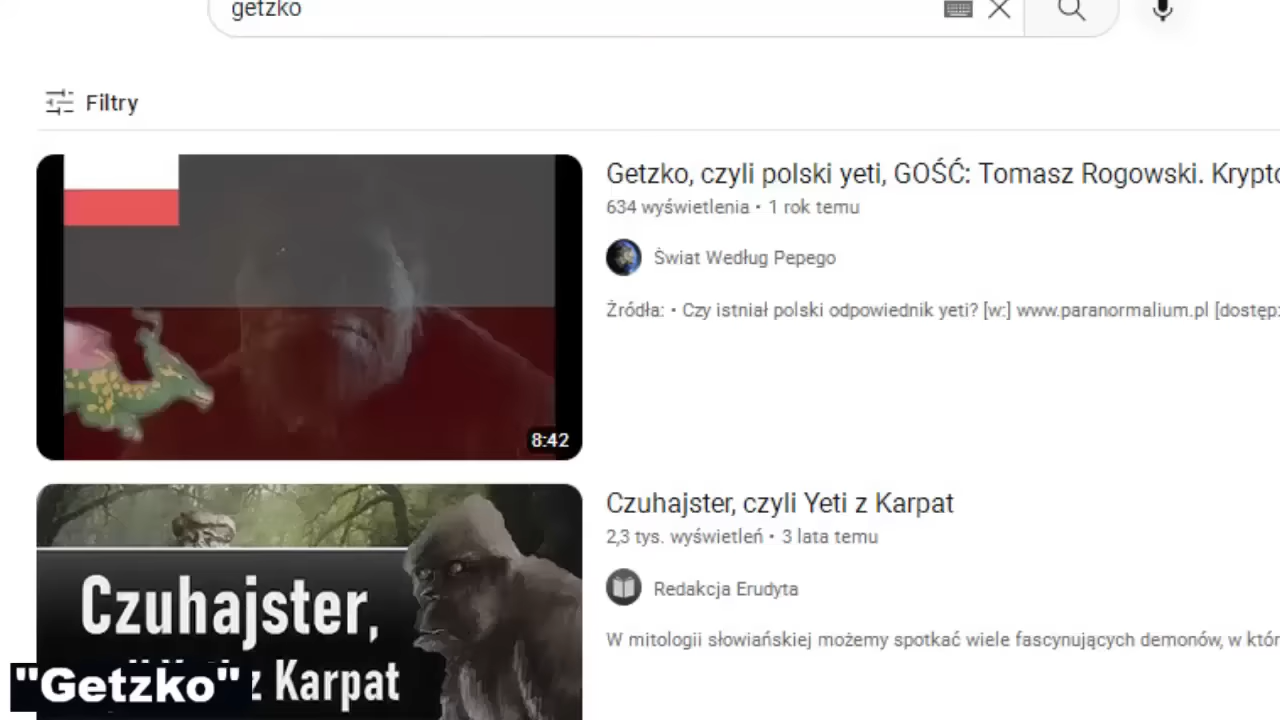 getzko
Filtry
Getzko, czyli polski yeti, GOŚĆ: Tomasz Rogowski. Krypto
634 wyświetlenia • 1 rok temu
Świat Według Pepego
Źródła: • Czy istniał polski odpowiednik yeti? [w:] www.paranormalium.pl [dostęp:
8:42
Czuhajster, czyli Yeti z Karpat
2,3 tys. wyświetleń • 3 lata temu
Redakcja Erudyta
W mitologii słowiańskiej możemy spotkać wiele fascynujących demonów, w któr
Czuhajster,
z Karpat
"Getzko"